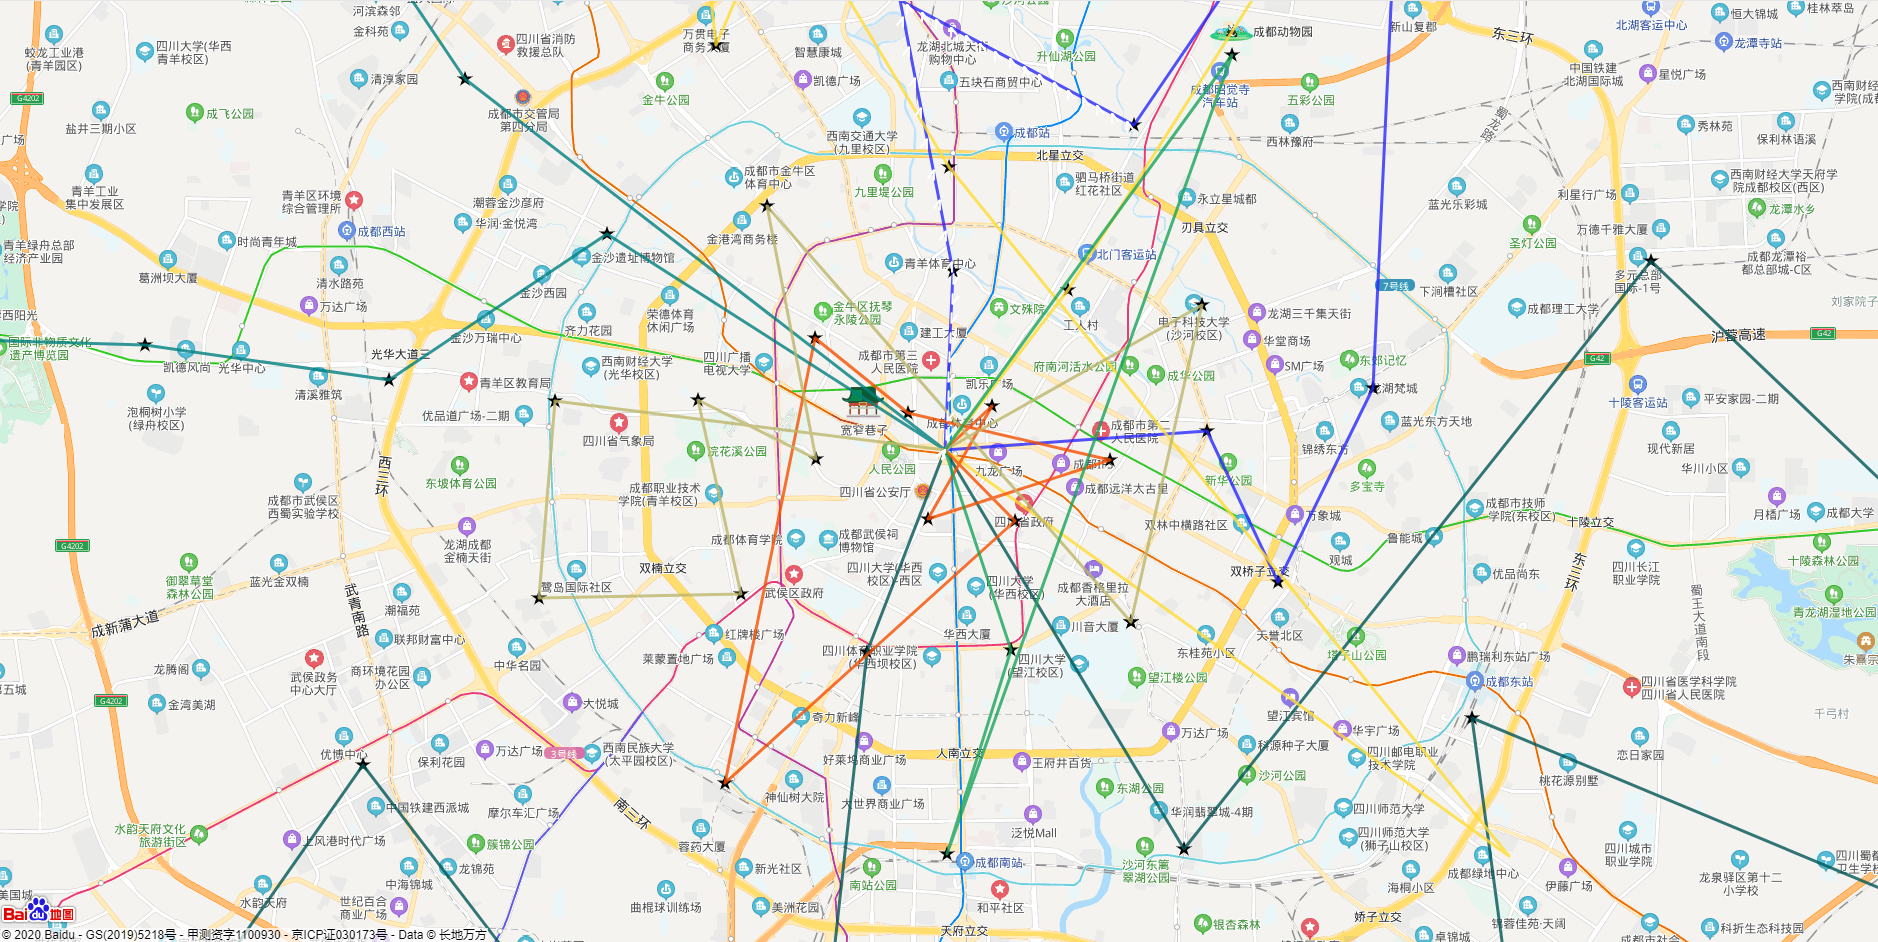 河滨森邻
金科苑
蛟龙工业港
(青羊园区)
四川大学(华西
青羊校区)
四川省消防
救援总队
万贯电子
商务大厦
智慧康城
龙湖北城天街
购物中心
升仙湖公园
成都动物园
新山复郡
北湖客运中心
恒大锦城
桂林萃岛
东三环
龙潭寺站
清淳家园
金牛公园
凯德广场
五块石商贸中心
成都昭觉寺
汽车站
五彩公园
中国铁建
北湖国际城
星悦广场
西南财经
学院(成都
G4202
盐井三期小区
成飞公园
成都市交管局
第四分局
西南交通大学
(九里校区)
成都站
北星立交
西林豫府
蜀龙路
秀林苑
保利林语溪
广场
青羊工业
集中发展区
青羊区环境
综合管理所
潮蓉金沙彦府
成都市金牛区
体育中心
九里堤公园
驷马桥街道
红花社区
永立星城都
蓝光乐彩城
利星行广场
西南财经大学天府学
院成都校区(西区)
龙潭水乡
青羊绿舟总部
经济产业园
时尚青年城
成都西站
华润·金悦湾
金港湾商务楼
刃具立交
圣灯公园
万德千雅大厦
葛洲坝大厦
清水路苑
金沙遗址博物馆
金沙西园
青羊体育中心
北门客运站
7号线
下涧槽社区
多元总部
国际-1号
成都龙潭裕
都总部城-C区
万达广场
荣德体育
休闲广场
金牛区抚琴
永陵公园
文殊院
工人村
电子科技大学
(沙河校区)
龙湖三千集天街
成都理工大学
国际非物质文化
遗产博览园
凯德风尚
光华中心
光华大道三
金沙万瑞中心
齐力花园
西南财经大学
(光华校区)
四川广播
电视大学
建工大厦
成都市第三
人民医院
府南河活水公园
成华公园
华堂商场
SM广场
东郊记忆
沪蓉高速
G42
G42
泡桐树小学
(绿舟校区)
清溪雅筑
青羊区教育局
优品道广场-二期
宽窄巷子
凯乐广场
蓝光东方天地
十陵客运站
平安家园-二期
四川省气象局
浣花溪公园
人民公园
九龙广场
成都市第二
人民医院
锦绣东方
现代新居
西三环
东坡体育公园
成都职业技术
学院(青羊校区)
四川省公安厅
成都IFS
成都远洋太古里
新华公园
多宝寺
华川小区
成都市武侯区
西蜀实验学校
四川省政府
双林中横路社区
万象城
成都市技师
学院(东校区)
十陵立交
月樯广场
成都大学
G4202
龙湖成都
金楠天街
成都体育学院
成都武侯祠
博物馆
鲁能城
观城
御翠草堂
森林公园
蓝光金双楠
鹭岛国际社区
双楠立交
武侯区政府
四川大学(华西
校区)-西区
四川大学
(华西校区)
成都香格里拉
大酒店
双桥子立交
优品尚东
东三环
四川长江
职业学院
十陵森林公园
青龙湖湿地公园
成新蒲大道
武青南路
潮福苑
联邦财富中心
红牌楼广场
华西大厦
川音大厦
东桂苑小区
天誉北区
塔子山公园
蜀王大道南段
龙腾阁
武侯政务
中心大厅
商环境花园
办公区
中华名园
莱蒙置地广场
四川体育职业学院
(华西坝校区)
四川大学
(望江校区)
望江楼公园
鹏瑞利东站广场
成都东站
四川省医学科学院
四川省人民医院
G4202
金湾美湖
大悦城
奇力新峰
望江宾馆
千弓村
优博中心
保利花园
万达广场
3号线
西南民族大学
(太平园校区)
好莱坞商业广场
人南立交
王府井百货
万达广场
科源种子大厦
华宇广场
四川邮电职业
技术学院
恋日家园
桃花源别墅
中国铁建西派城
摩尔车汇广场
南三环
神仙树大院
大世界商业广场
东湖公园
沙河公园
华润翡翠城-4期
四川师范大学
水韵天府文化
旅游街区
上风港时代广场
簇锦公园
蓉药大厦
泛悦Mall
四川师范大学
(狮子山校区)
四川城市
职业学院
中海锦城
龙锦苑
新光社区
南站公园
成都南站
沙河东篱
翠湖公园
海桐小区
成都绿地中心
伊藤广场
龙泉驿区第十二
小学校
水韵天府
世纪百合
商业广场
曲棍球训练场
美洲花园
和平社区
银杏森林
娇子立交
锦蓉佳苑·天阔
科折生态科技园
Bai du 地图
天府立交
卓锦城
© 2020 Baidu - GS(2019)5218号 - 甲测资字1100930 - 京ICP证030173号 - Data © 长地万方